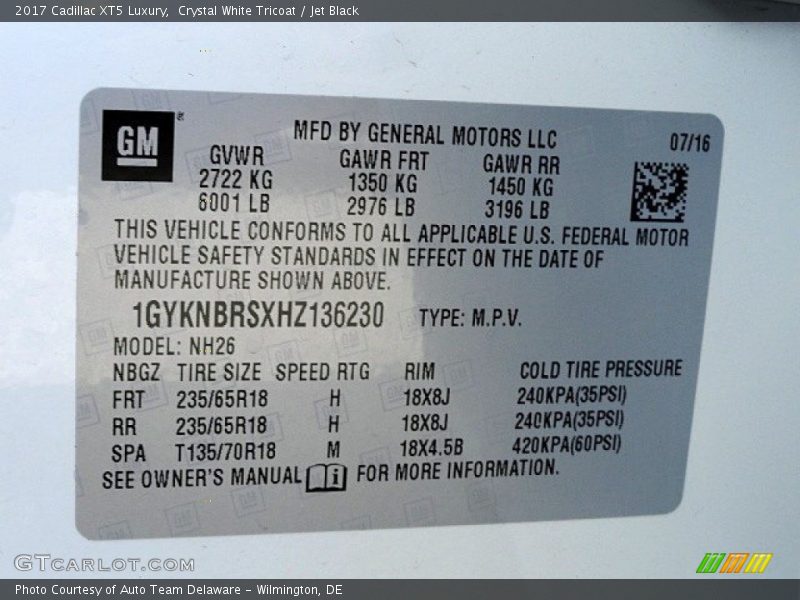 2017 Cadillac XT5 Luxury,  Crystal White Tricoat / Jet Black
GM
MFD BY GENERAL MOTORS LLC 07/16
GVWR GAWR FRT GAWR RR
2722 KG 1350 KG 1450 KG
6001 LB 2976 LB 3196 LB
THIS VEHICLE CONFORMS TO ALL APPLICABLE U.S. FEDERAL MOTOR
VEHICLE SAFETY STANDARDS IN EFFECT ON THE DATE OF
MANUFACTURE SHOWN ABOVE.
1GYKNBRSXHZ136230 TYPE: M.P.V.
MODEL: NH26
NBGZ TIRE SIZE SPEED RTG RIM COLD TIRE PRESSURE
FRT 235/65R18 H 18X8J 240KPA(35PSI)
RR 235/65R18 H 18X8J 240KPA(35PSI)
SPA T135/70R18 M 18X4.5B 420KPA(60PSI)
SEE OWNER'S MANUAL i FOR MORE INFORMATION.
GTCARLOT.COM
Photo Courtesy of Auto Team Delaware - Wilmington, DE